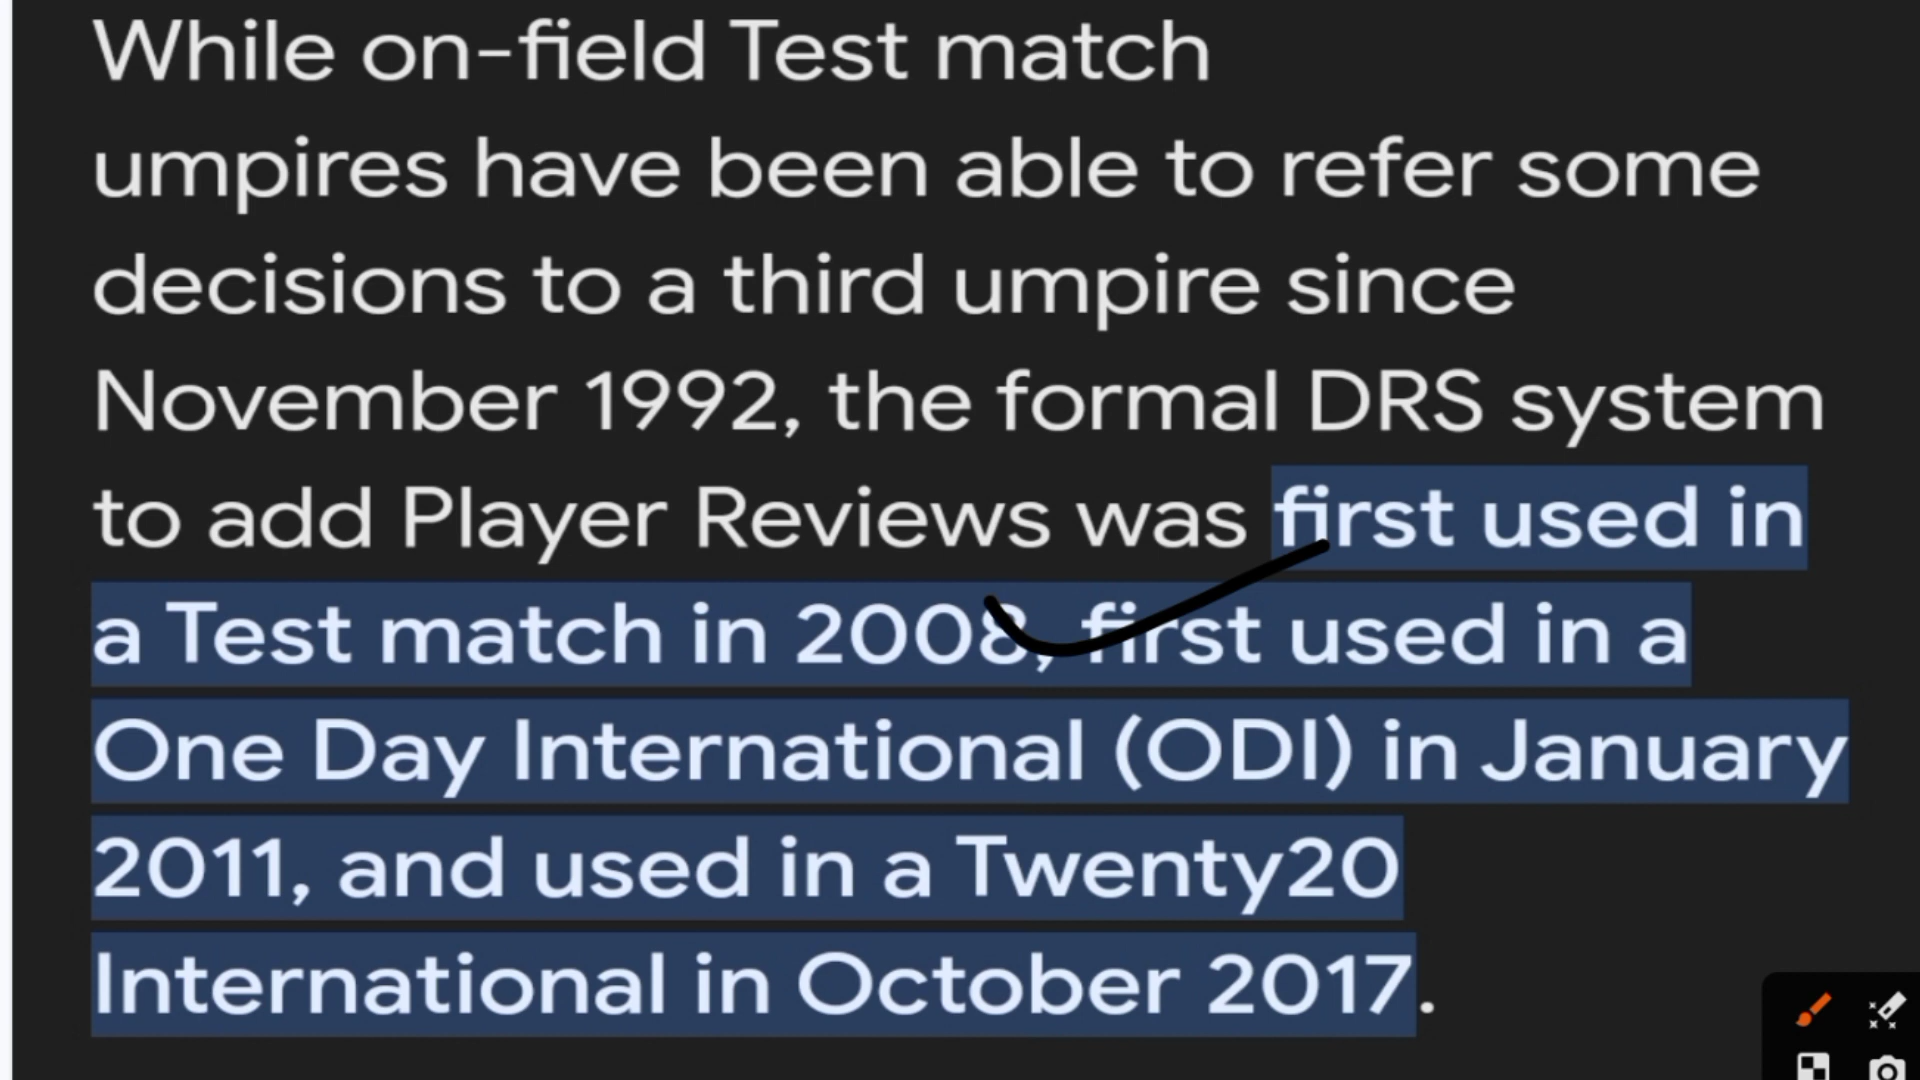 While on-field Test match
umpires have been able to refer some
decisions to a third umpire since
November 1992, the formal DRS system
to add Player Reviews was first used in
a Test match in 2008, first used in a
One Day International (ODI) in January
2011, and used in a Twenty20
International in October 2017.